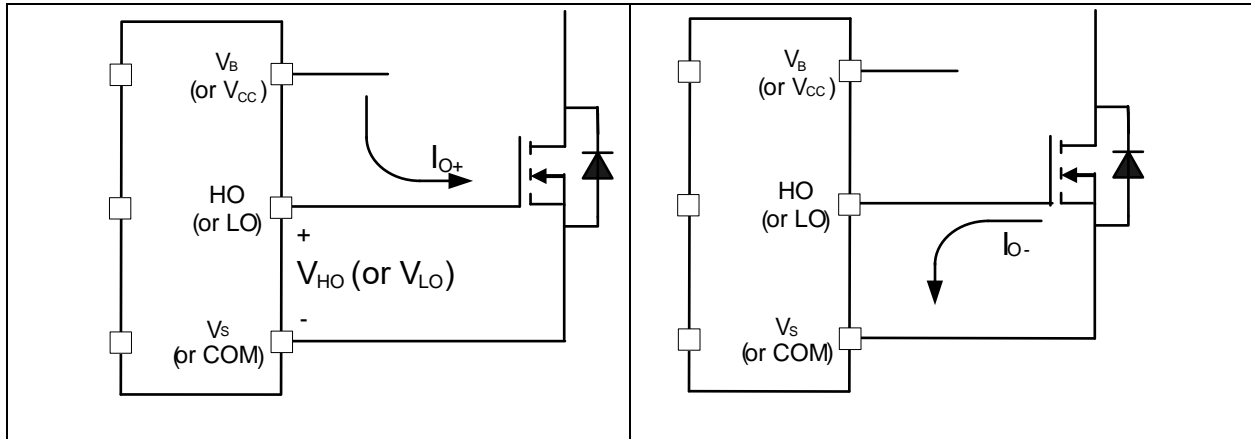 VB
(or VCC)
IO+
HO
(or LO)
+
VHO (or VLO)
-
VS
(or COM)
VB
(or VCC)
HO
(or LO)
IO-
VS
(or COM)